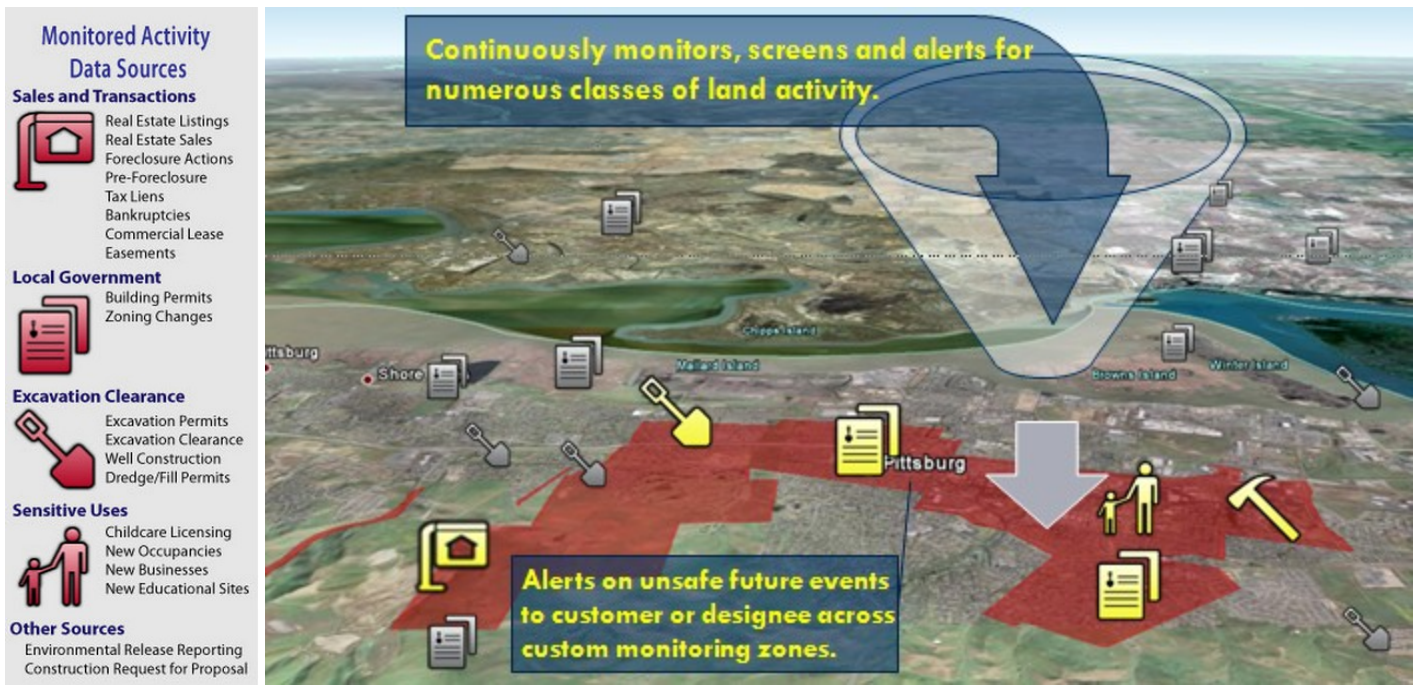 Monitored Activity
Data Sources
Sales and Transactions
Real Estate Listings
Real Estate Sales
Foreclosure Actions
Pre-Foreclosure
Tax Liens
Bankruptcies
Commercial Lease
Easements
Local Government
Building Permits
Zoning Changes
Excavation Clearance
Excavation Permits
Excavation Clearance
Well Construction
Dredge/Fill Permits
Sensitive Uses
Childcare Licensing
New Occupancies
New Businesses
New Educational Sites
Other Sources
Environmental Release Reporting
Construction Request for Proposal
Continuously monitors, screens and alerts for
numerous classes of land activity.
Chipps Island
Mallard Island
Browns Island
Winter Island
ittsburg
Shore
Pittsburg
Alerts on unsafe future events
to customer or designee across
custom monitoring zones.